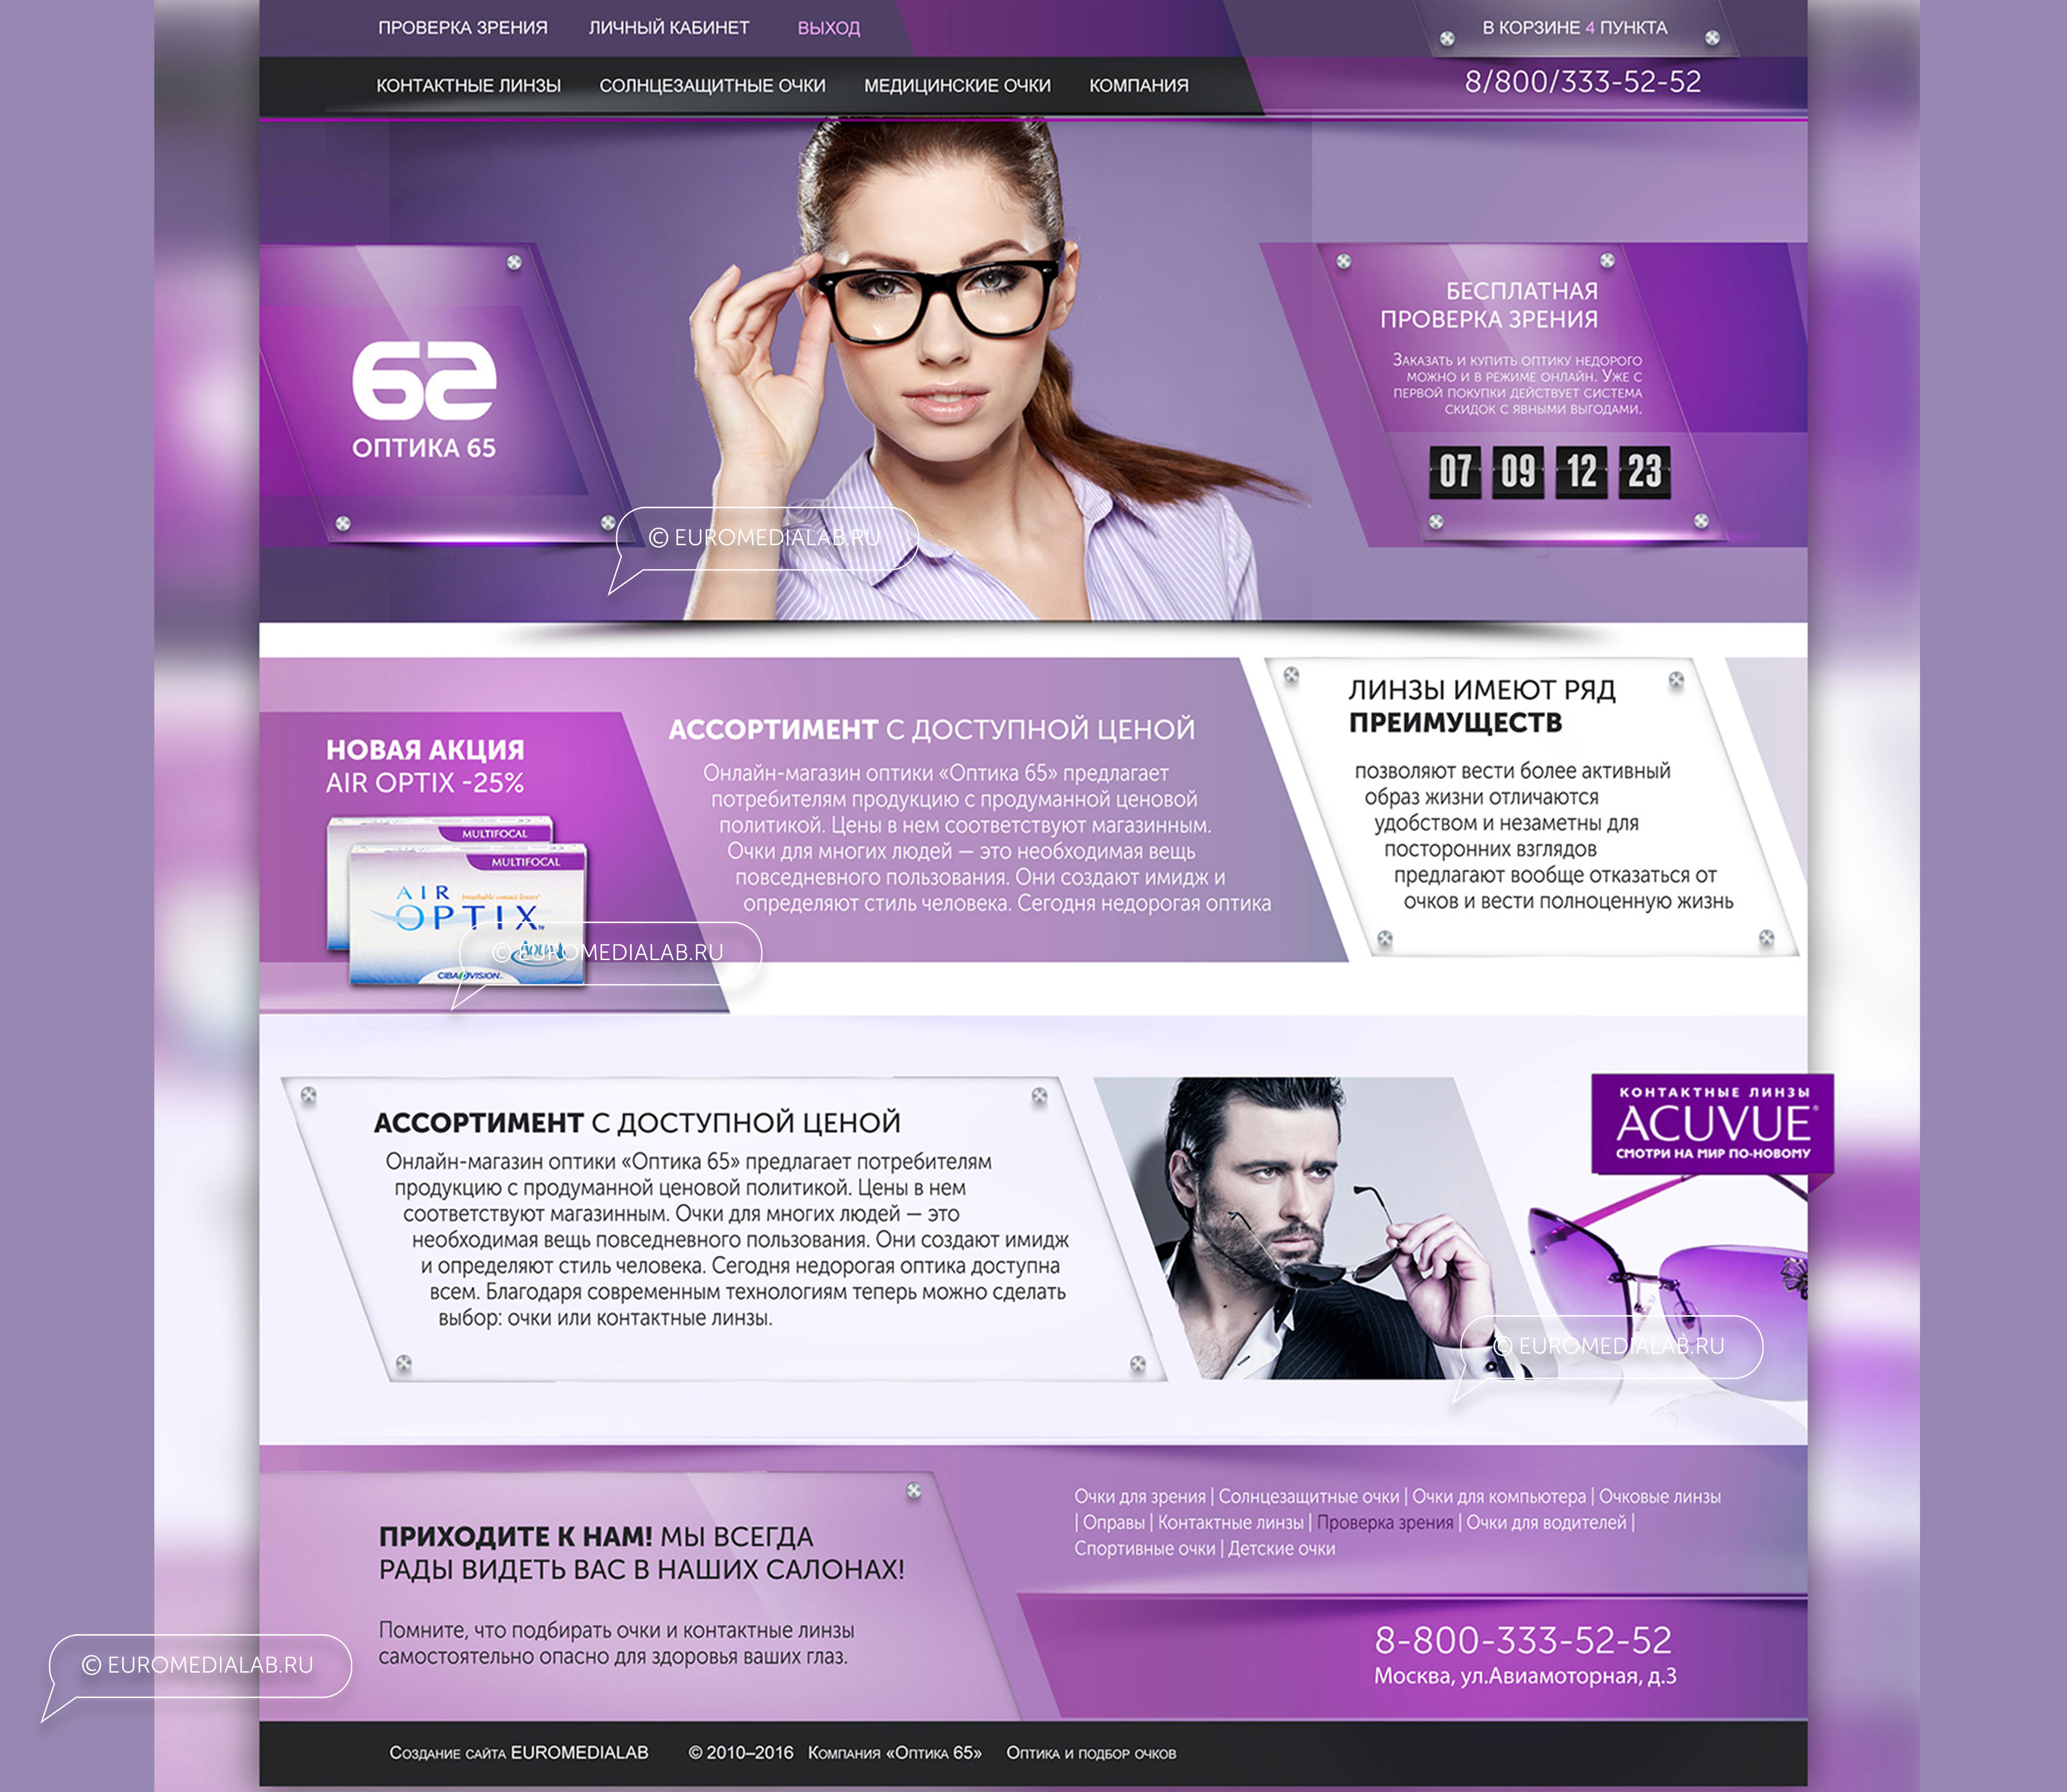 ПРОВЕРКА ЗРЕНИЯ ЛИЧНЫЙ КАБИНЕТ ВЫХОД В КОРЗИНЕ 4 ПУНКТА
КОНТАКТНЫЕ ЛИНЗЫ СОЛНЦЕЗАЩИТНЫЕ ОЧКИ МЕДИЦИНСКИЕ ОЧКИ КОМПАНИЯ 8/800/333-52-52
ОПТИКА 65
БЕСПЛАТНАЯ
ПРОВЕРКА ЗРЕНИЯ
Заказать и купить оптику недорого
можно и в режиме онлайн. Уже с
первой покупки действует система
скидок с явными выгодами.
07 09 12 23
© EUROMEDIALAB.RU
НОВАЯ АКЦИЯ
AIR OPTIX -25%
MULTIFOCAL
MULTIFOCAL
AIR breathable contact lenses
OPTIX™
AQUA
CIBA VISION
© EUROMEDIALAB.RU
АССОРТИМЕНТ С ДОСТУПНОЙ ЦЕНОЙ
Онлайн-магазин оптики «Оптика 65» предлагает
потребителям продукцию с продуманной ценовой
политикой. Цены в нем соответствуют магазинным.
Очки для многих людей — это необходимая вещь
повседневного пользования. Они создают имидж и
определяют стиль человека. Сегодня недорогая оптика
ЛИНЗЫ ИМЕЮТ РЯД
ПРЕИМУЩЕСТВ
позволяют вести более активный
образ жизни отличаются
удобством и незаметны для
посторонних взглядов
предлагают вообще отказаться от
очков и вести полноценную жизнь
АССОРТИМЕНТ С ДОСТУПНОЙ ЦЕНОЙ
Онлайн-магазин оптики «Оптика 65» предлагает потребителям
продукцию с продуманной ценовой политикой. Цены в нем
соответствуют магазинным. Очки для многих людей — это
необходимая вещь повседневного пользования. Они создают имидж
и определяют стиль человека. Сегодня недорогая оптика доступна
всем. Благодаря современным технологиям теперь можно сделать
выбор: очки или контактные линзы.
КОНТАКТНЫЕ ЛИНЗЫ
ACUVUE®
СМОТРИ НА МИР ПО-НОВОМУ
© EUROMEDIALAB.RU
ПРИХОДИТЕ К НАМ! МЫ ВСЕГДА
РАДЫ ВИДЕТЬ ВАС В НАШИХ САЛОНАХ!
Помните, что подбирать очки и контактные линзы
самостоятельно опасно для здоровья ваших глаз.
© EUROMEDIALAB.RU
Очки для зрения | Солнцезащитные очки | Очки для компьютера | Очковые линзы
| Оправы | Контактные линзы | Проверка зрения | Очки для водителей |
Спортивные очки | Детские очки
8-800-333-52-52
Москва, ул.Авиамоторная, д.3
Создание сайта EUROMEDIALAB © 2010–2016 Компания «Оптика 65» Оптика и подбор очков